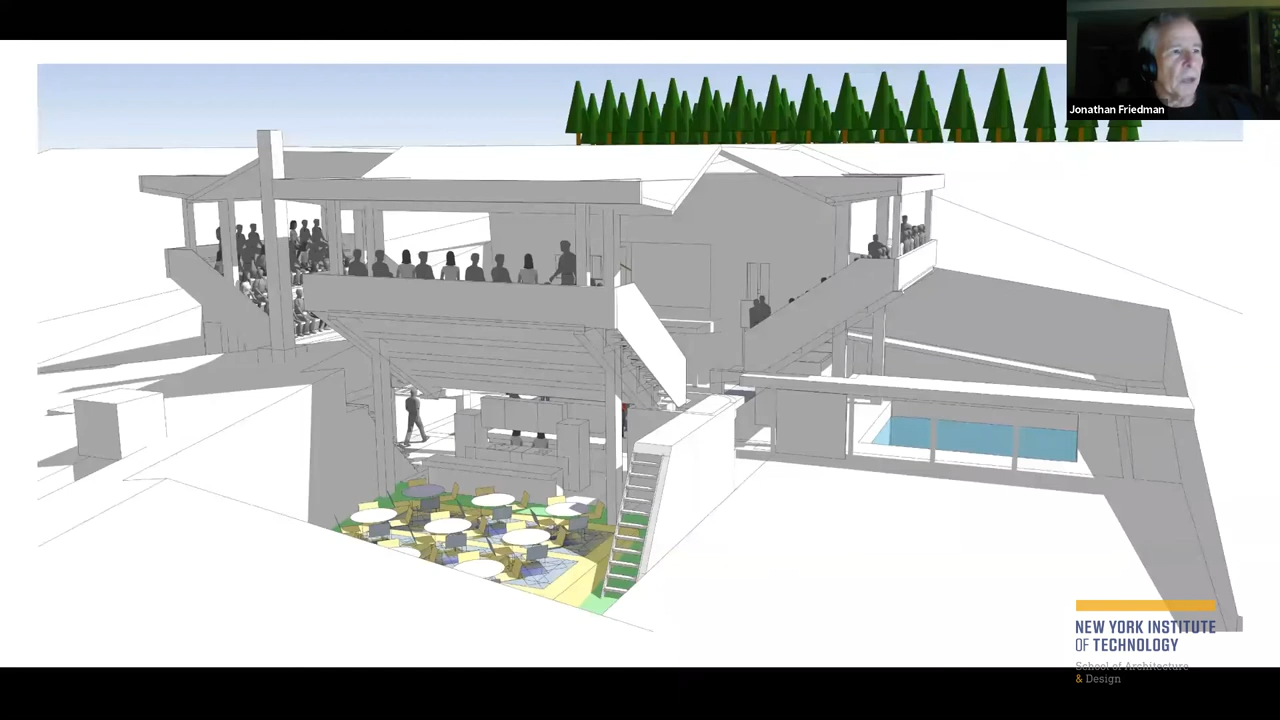 Jonathan Friedman
NEW YORK INSTITUTE
OF TECHNOLOGY
School of Architecture
& Design